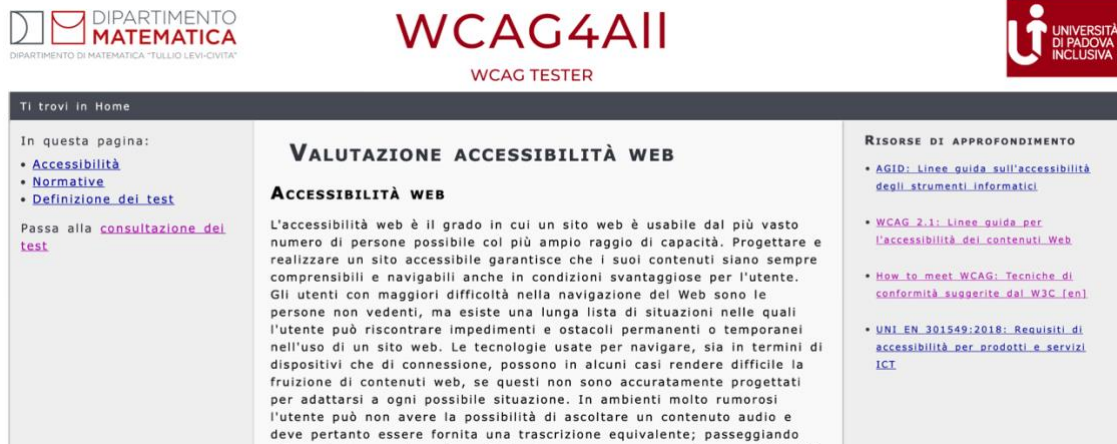 DIPARTIMENTO
MATEMATICA
DIPARTIMENTO DI MATEMATICA "TULLIO LEVI-CIVITA"
WCAG4All
WCAG TESTER
UNIVERSITÀ
DI PADOVA
INCLUSIVA
Ti trovi in Home
In questa pagina:
• Accessibilità
• Normative
• Definizione dei test
Passa alla consultazione dei
test
VALUTAZIONE ACCESSIBILITÀ WEB
ACCESSIBILITÀ WEB
L'accessibilità web è il grado in cui un sito web è usabile dal più vasto
numero di persone possibile col più ampio raggio di capacità. Progettare e
realizzare un sito accessibile garantisce che i suoi contenuti siano sempre
comprensibili e navigabili anche in condizioni svantaggiose per l'utente.
Gli utenti con maggiori difficoltà nella navigazione del Web sono le
persone non vedenti, ma esiste una lunga lista di situazioni nelle quali
l'utente può riscontrare impedimenti e ostacoli permanenti o temporanei
nell'uso di un sito web. Le tecnologie usate per navigare, sia in termini di
dispositivi che di connessione, possono in alcuni casi rendere difficile la
fruizione di contenuti web, se questi non sono accuratamente progettati
per adattarsi a ogni possibile situazione. In ambienti molto rumorosi
l'utente può non avere la possibilità di ascoltare un contenuto audio e
deve pertanto essere fornita una trascrizione equivalente; passeggiando
RISORSE DI APPROFONDIMENTO
• AGID: Linee guida sull'accessibilità
degli strumenti informatici
• WCAG 2.1: Linee guida per
l'accessibilità dei contenuti Web
• How to meet WCAG: Tecniche di
conformità suggerite dal W3C [en]
• UNI EN 301549:2018: Requisiti di
accessibilità per prodotti e servizi
ICT